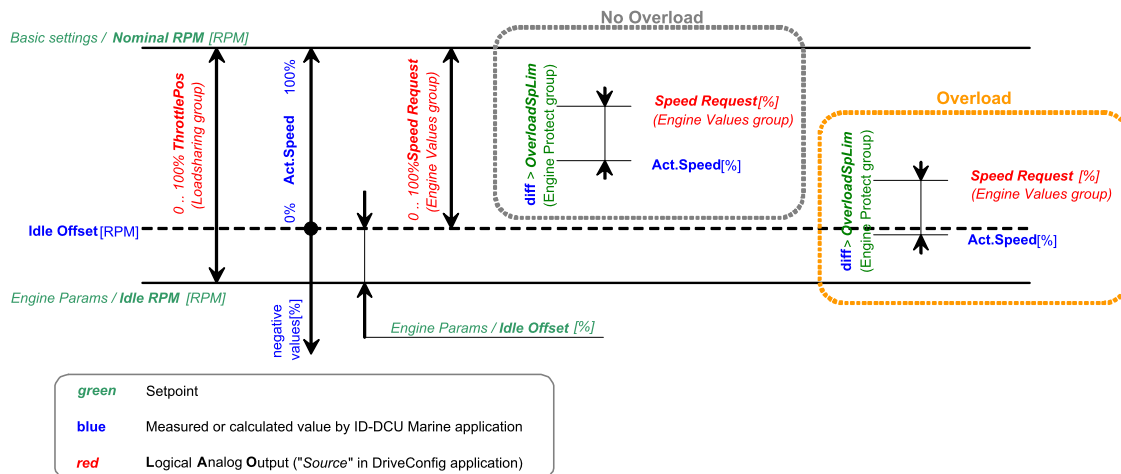 No Overload
Basic settings / Nominal RPM [RPM]
0 .. 100% ThrottlePos
(Loadsharing group)
0% Act.Speed 100%
0 .. 100%Speed Request
(Engine Values group)
diff > OverloadSpLim
(Engine Protect group)
Speed Request[%]
(Engine Values group)
Act.Speed[%]
Overload
diff> OverloadSpLim
(Engine Protect group)
Speed Request [%]
(Engine Values group)
Act.Speed[%]
Idle Offset[RPM]
Engine Params / Idle RPM [RPM]
negative
values[%]
Engine Params / Idle Offset [%]
green Setpoint
blue Measured or calculated value by ID-DCU Marine application
red Logical Analog Output ("Source" in DriveConfig application)